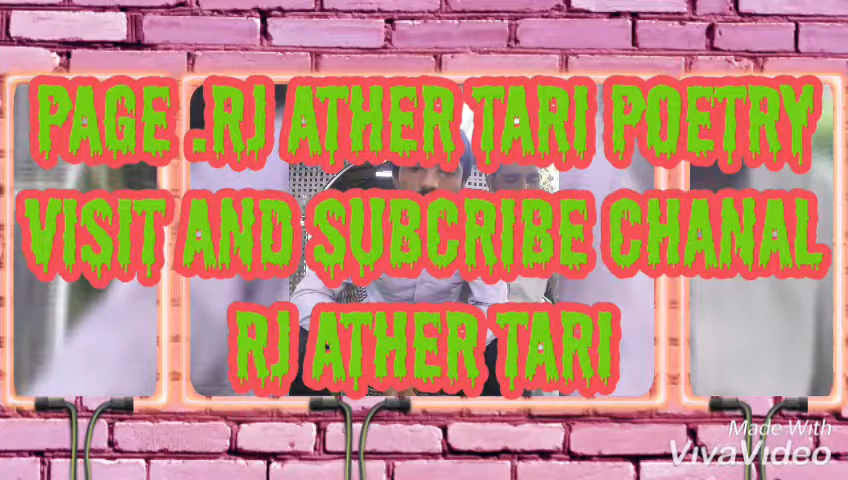 PAGE .RJ ATHER TARI POETRY
VISIT AND SUBCRIBE CHANAL
RJ ATHER TARI
Made With
VivaVideo